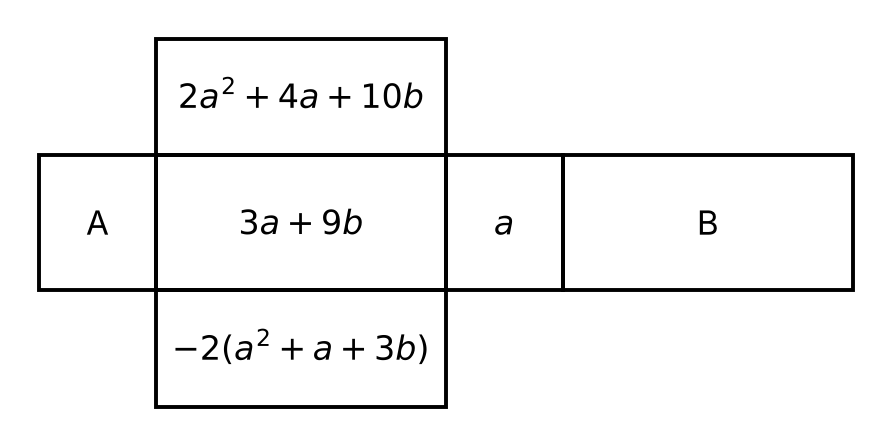 2a² + 4a + 10b
A 3a + 9b a B
−2(a² + a + 3b)